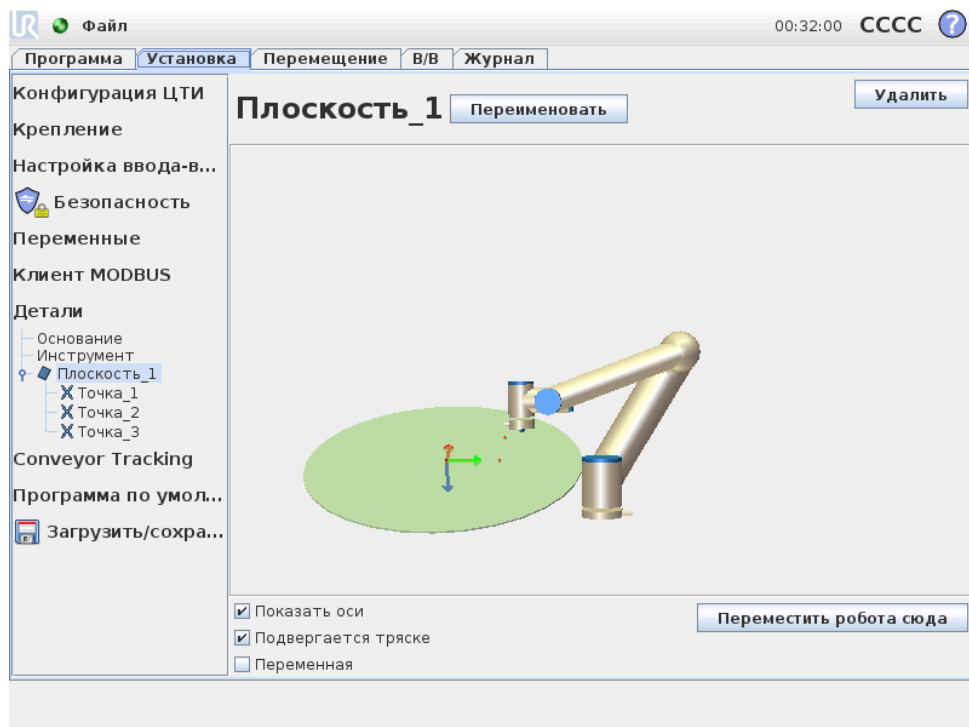 UR Файл 00:32:00 CCCC ?
Программа Установка Перемещение В/В Журнал
Конфигурация ЦТИ
Крепление
Настройка ввода-в...
Безопасность
Переменные
Клиент MODBUS
Детали
Основание
Инструмент
Плоскость_1
Точка_1
Точка_2
Точка_3
Conveyor Tracking
Программа по умол...
Загрузить/сохра...
Плоскость_1 Переименовать Удалить
Показать оси
Подвергается тряске
Переменная
Переместить робота сюда